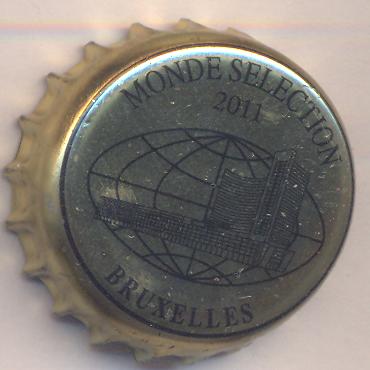 MONDE SELECTION
2011
BRUXELLES